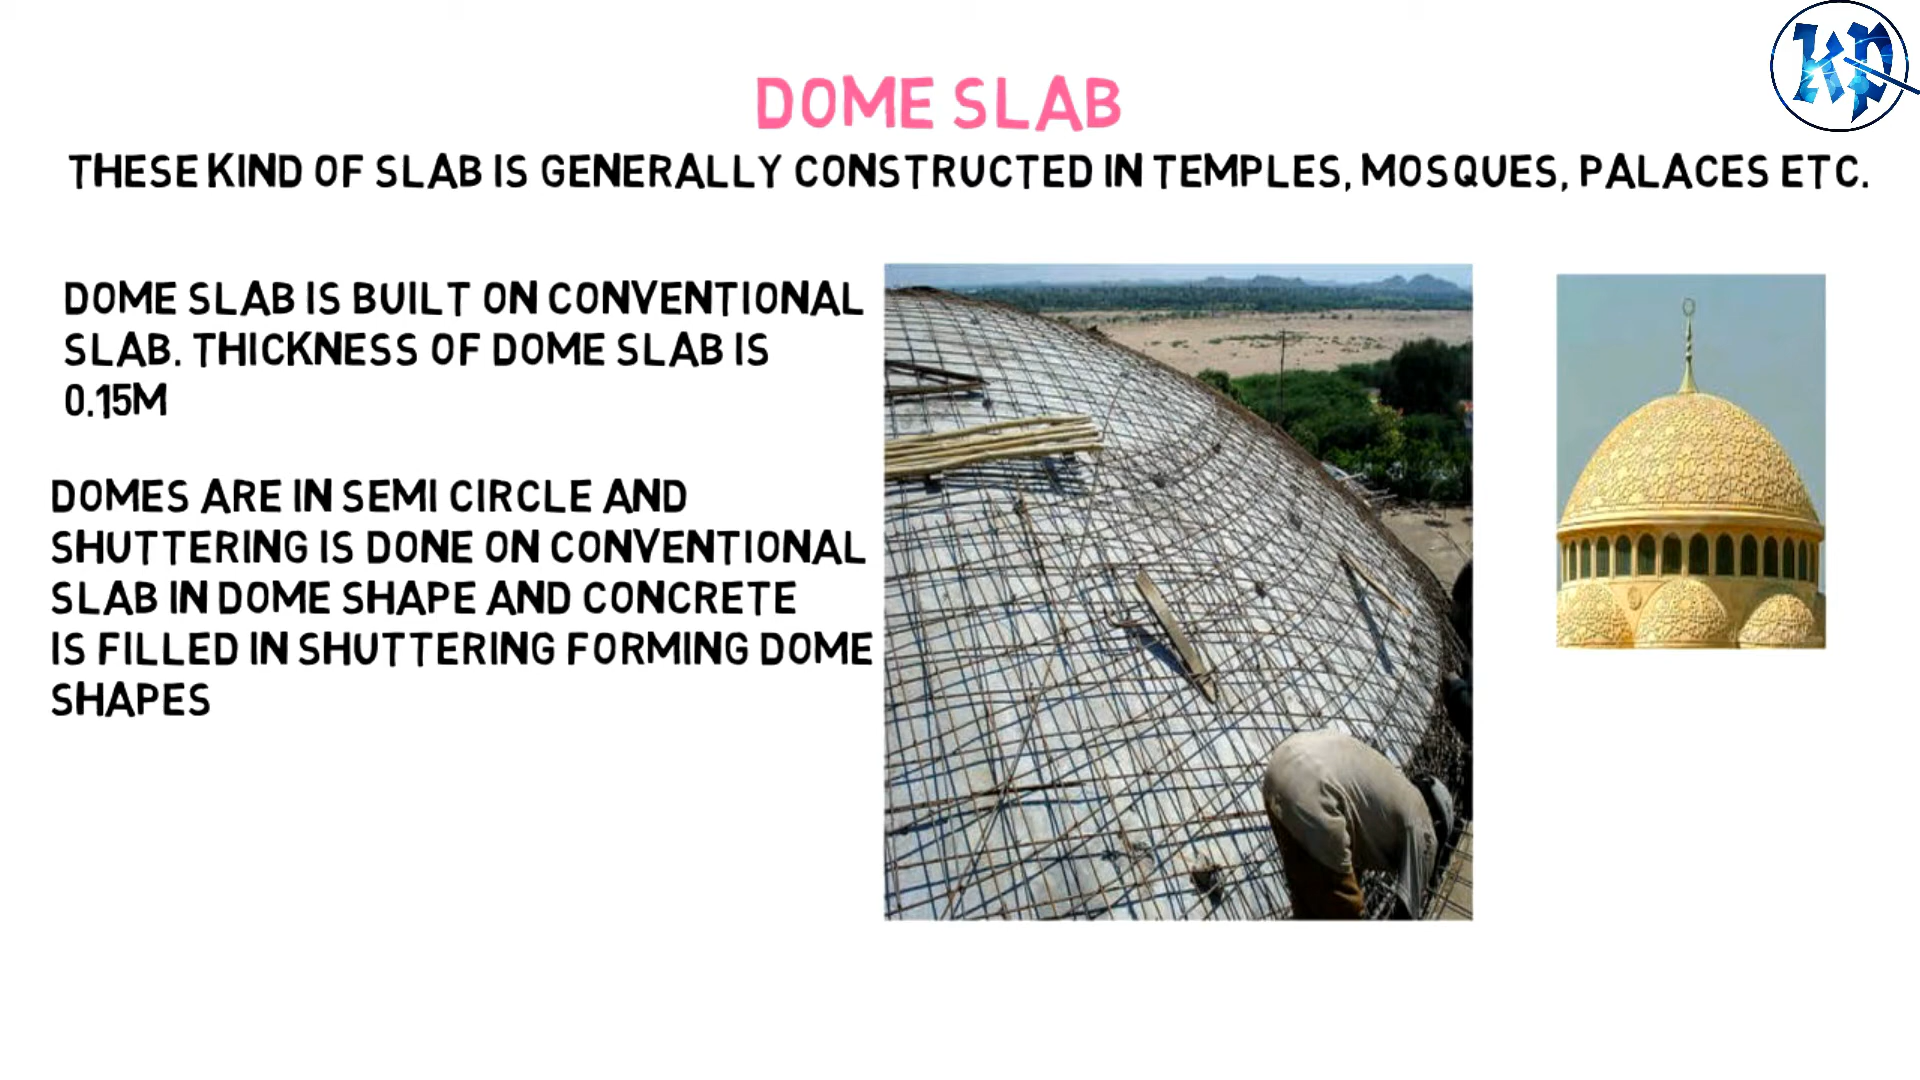 KP
DOME SLAB
THESE KIND OF SLAB IS GENERALLY CONSTRUCTED IN TEMPLES, MOSQUES, PALACES ETC.
DOME SLAB IS BUILT ON CONVENTIONAL
SLAB. THICKNESS OF DOME SLAB IS
0.15M
DOMES ARE IN SEMI CIRCLE AND
SHUTTERING IS DONE ON CONVENTIONAL
SLAB IN DOME SHAPE AND CONCRETE
IS FILLED IN SHUTTERING FORMING DOME
SHAPES